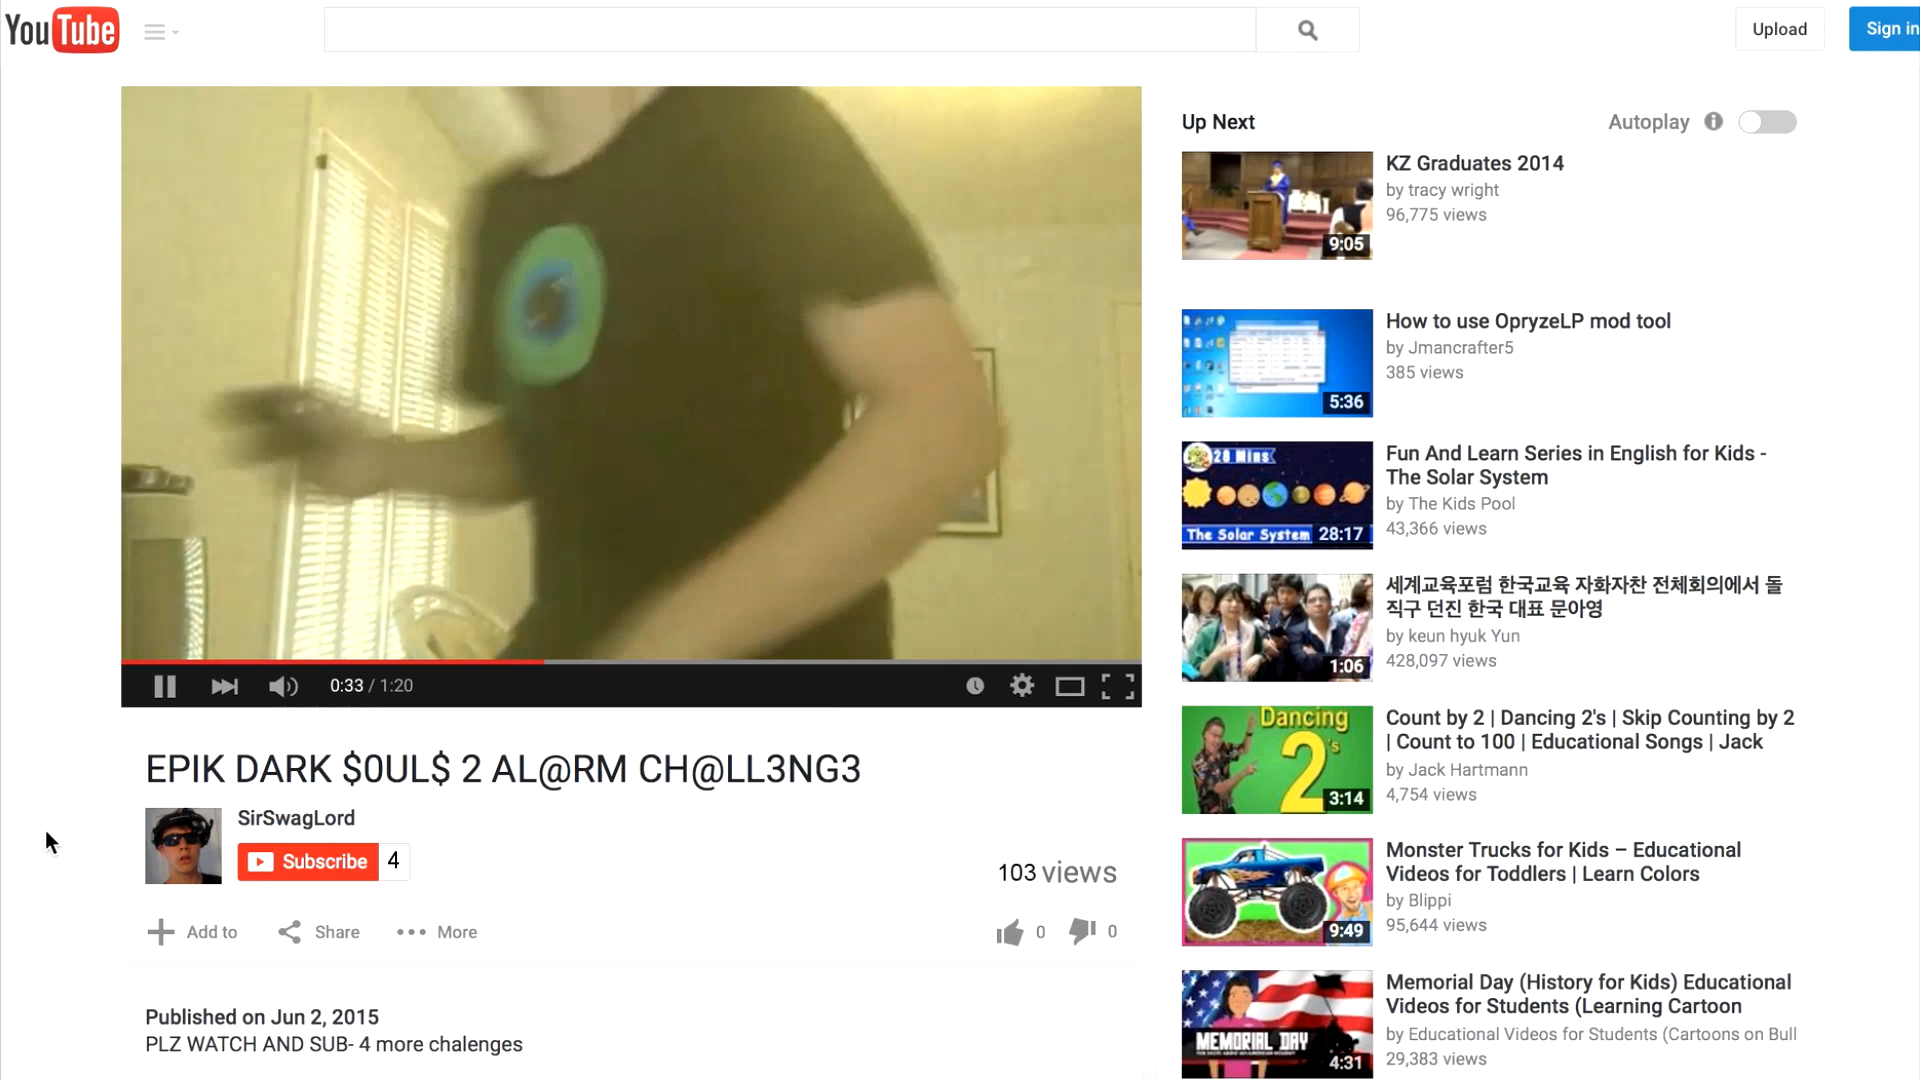 YouTube
Upload
Sign in
Up Next
Autoplay
KZ Graduates 2014
by tracy wright
96,775 views
9:05
How to use OpryzeLP mod tool
by Jmancrafter5
385 views
5:36
Fun And Learn Series in English for Kids -
The Solar System
by The Kids Pool
43,366 views
20 Mins
The Solar System 28:17
세계교육포럼 한국교육 자화자찬 전체회의에서 돌
직구 던진 한국 대표 문아영
by keun hyuk Yun
428,097 views
1:06
Count by 2 | Dancing 2's | Skip Counting by 2
| Count to 100 | Educational Songs | Jack
by Jack Hartmann
4,754 views
Dancing
2's
3:14
Monster Trucks for Kids – Educational
Videos for Toddlers | Learn Colors
by Blippi
95,644 views
9:49
Memorial Day (History for Kids) Educational
Videos for Students (Learning Cartoon
by Educational Videos for Students (Cartoons on Bull
29,383 views
MEMORIAL DAY
4:31
0:33 / 1:20
EPIK DARK $0UL$ 2 AL@RM CH@LL3NG3
SirSwagLord
Subscribe 4
103 views
Add to Share More
0 0
Published on Jun 2, 2015
PLZ WATCH AND SUB- 4 more chalenges